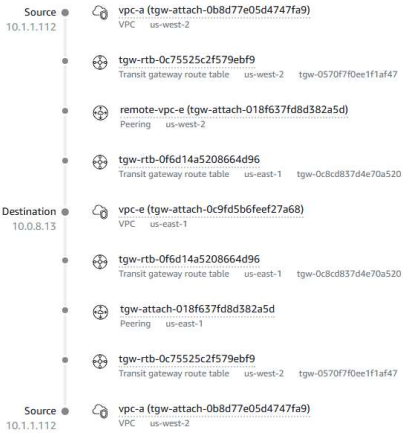 Source vpc-a (tgw-attach-0b8d77e05d4747fa9)
10.1.1.112 VPC us-west-2
tgw-rtb-0c75525c2f579ebf9
Transit gateway route table us-west-2 tgw-0570f7f0ee1f1af47
remote-vpc-e (tgw-attach-018f637fd8d382a5d)
Peering us-west-2
tgw-rtb-0f6d14a5208664d96
Transit gateway route table us-east-1 tgw-0c8cd837d4e70a520
Destination vpc-e (tgw-attach-0c9fd5b6feef27a68)
10.0.8.13 VPC us-east-1
tgw-rtb-0f6d14a5208664d96
Transit gateway route table us-east-1 tgw-0c8cd837d4e70a520
tgw-attach-018f637fd8d382a5d
Peering us-east-1
tgw-rtb-0c75525c2f579ebf9
Transit gateway route table us-west-2 tgw-0570f7f0ee1f1af47
Source vpc-a (tgw-attach-0b8d77e05d4747fa9)
10.1.1.112 VPC us-west-2